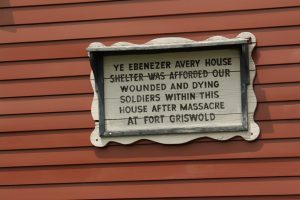 YE EBENEZER AVERY HOUSE
SHELTER WAS AFFORDED OUR
WOUNDED AND DYING
SOLDIERS WITHIN THIS
HOUSE AFTER MASSACRE
AT FORT GRISWOLD